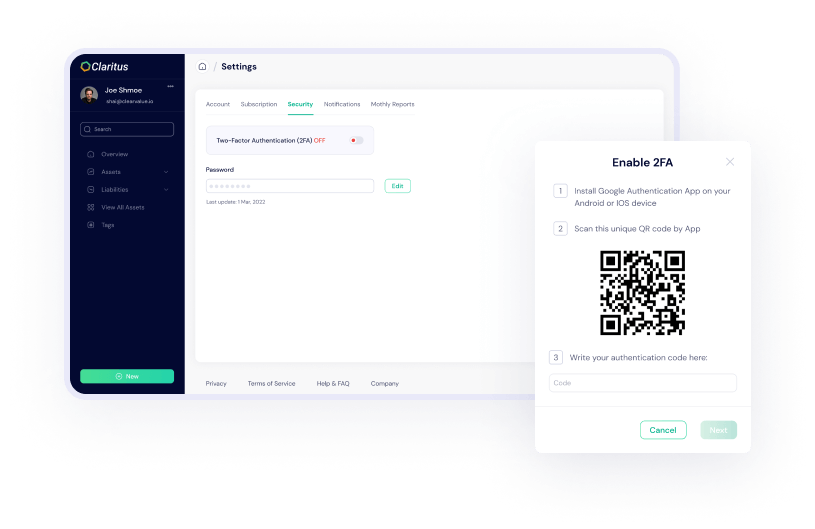 Claritus
Joe Shmoe
shai@clearvalue.io
Search
Overview
Assets
Liabilities
View All Assets
Tags
New
/ Settings
Account Subscription Security Notifications Mothly Reports
Two-Factor Authentication (2FA) OFF
Password
Edit
Last update: 1 Mar, 2022
Privacy Terms of Service Help & FAQ Company
Enable 2FA
1 Install Google Authentication App on your
Android or IOS device
2 Scan this unique QR code by App
3 Write your authentication code here:
Code
Cancel Next